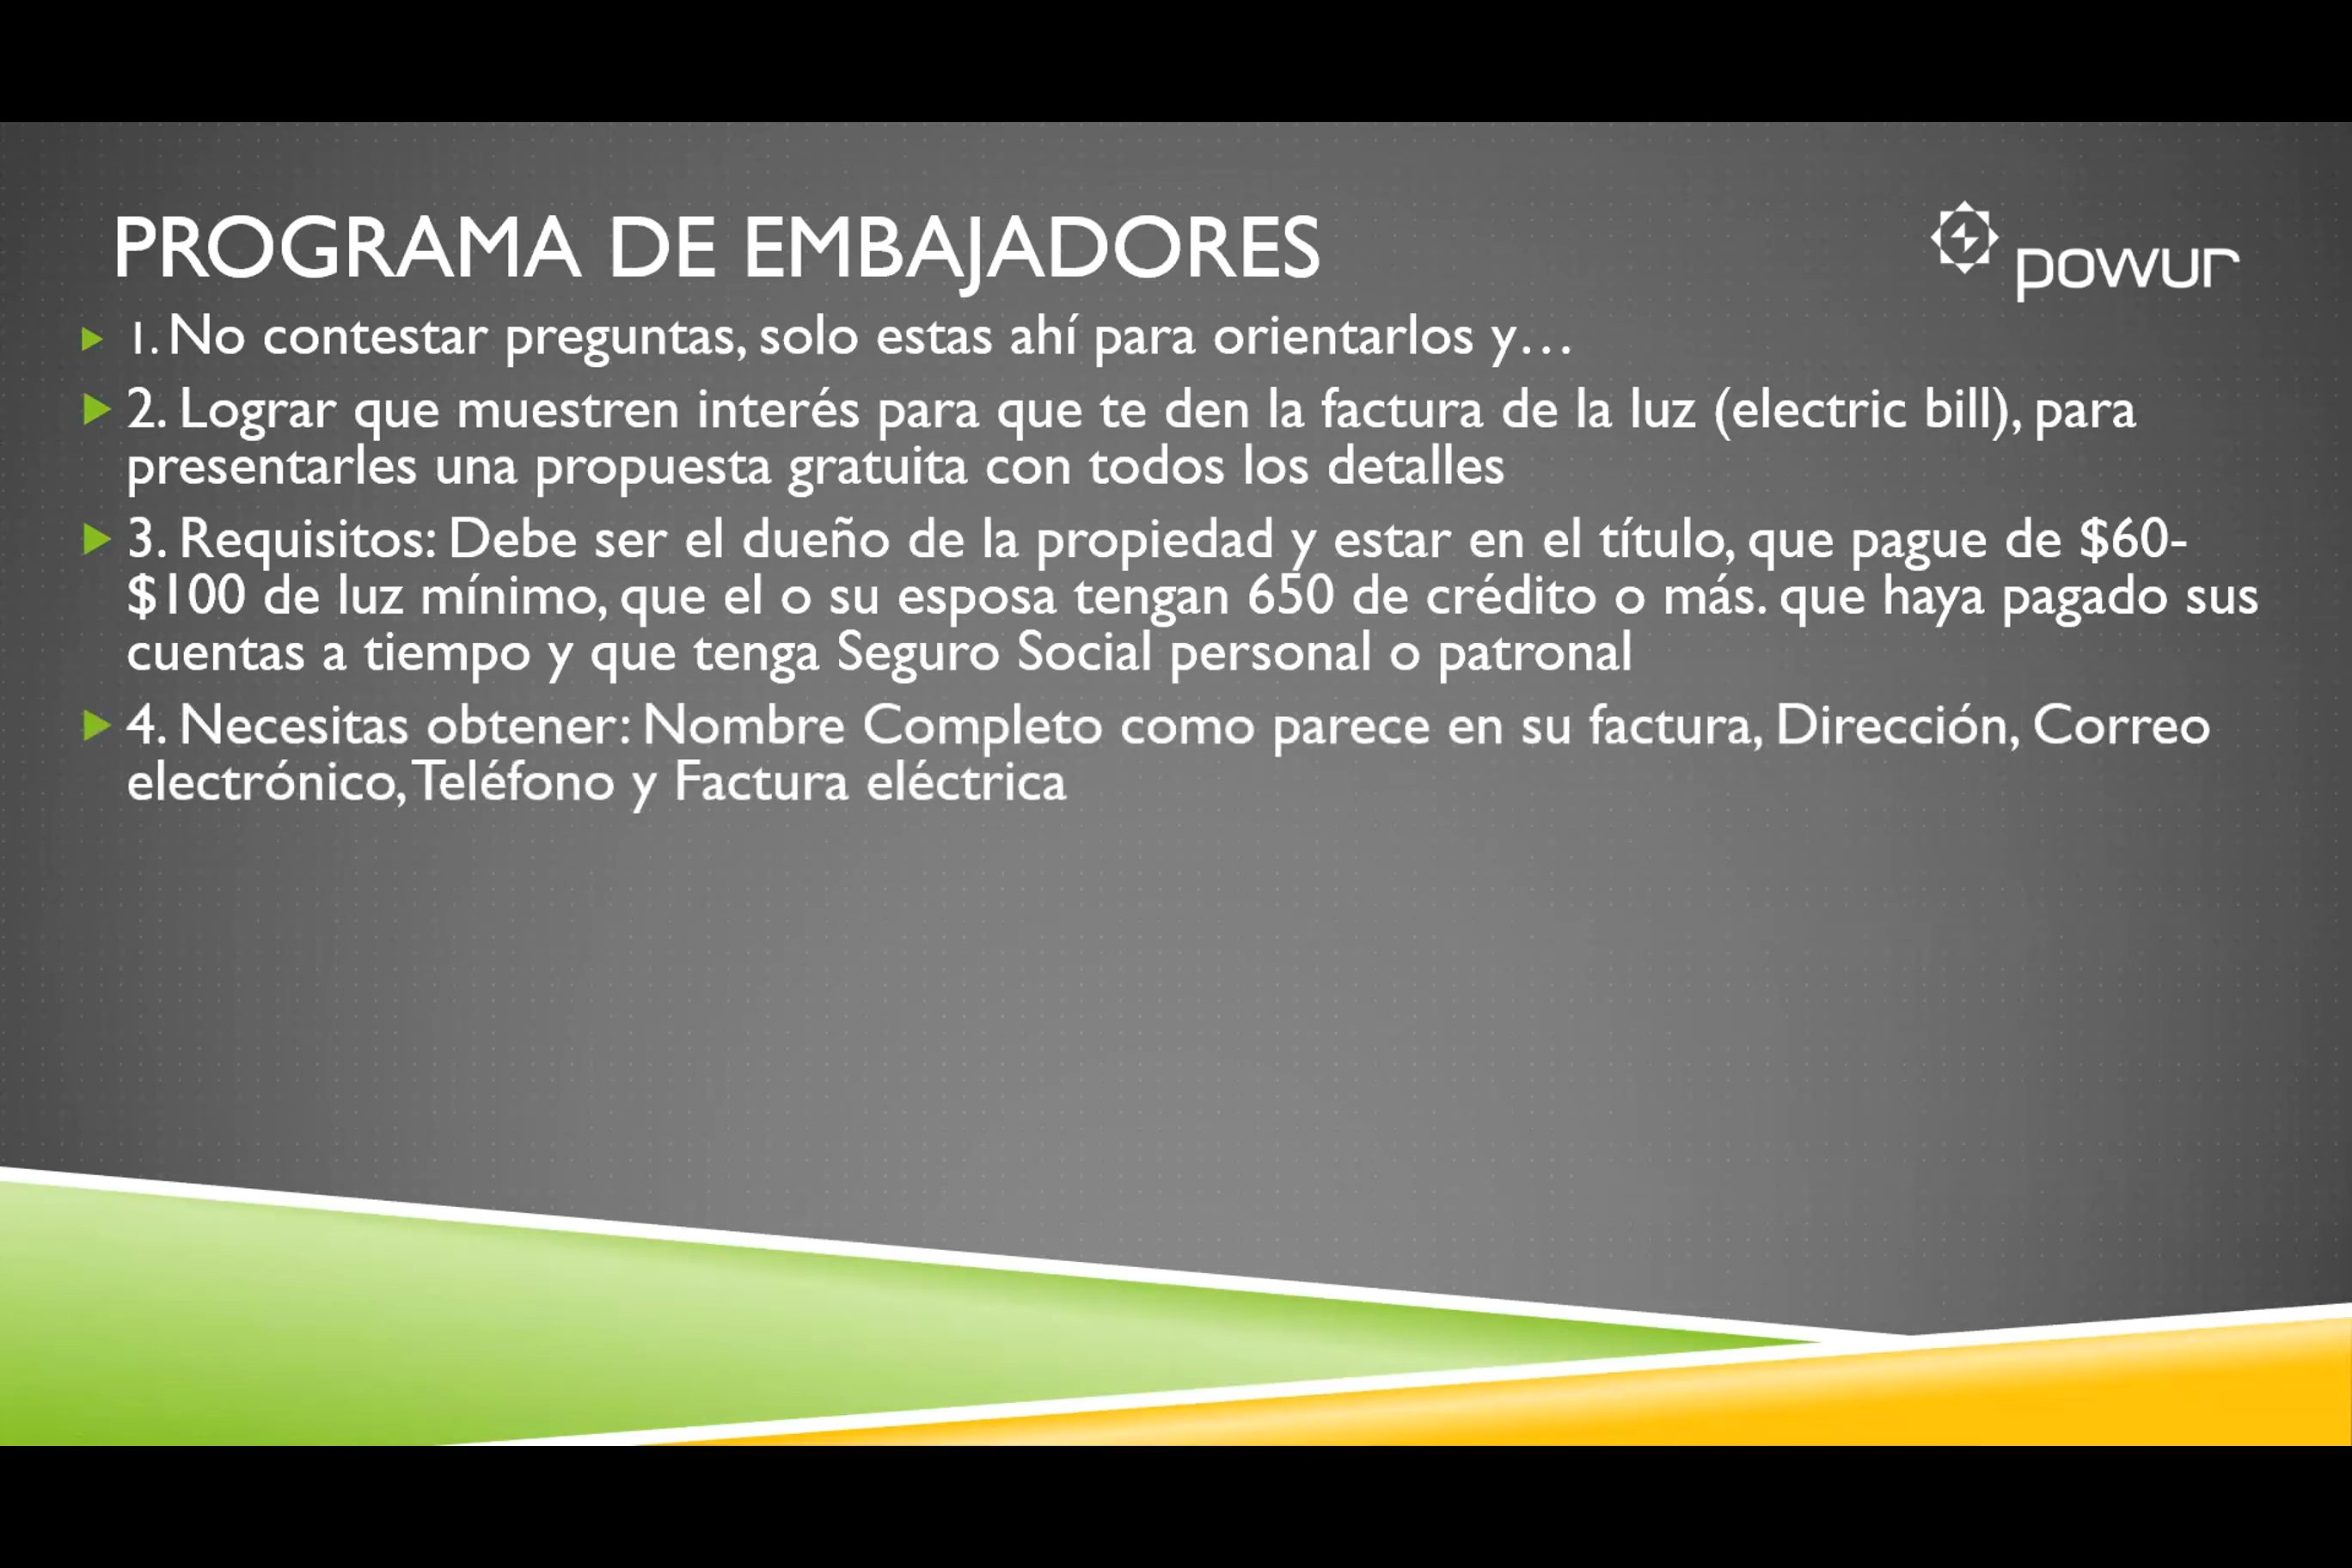 PROGRAMA DE EMBAJADORES
powur
1. No contestar preguntas, solo estas ahí para orientarlos y…
2. Lograr que muestren interés para que te den la factura de la luz (electric bill), para
presentarles una propuesta gratuita con todos los detalles
3. Requisitos: Debe ser el dueño de la propiedad y estar en el título, que pague de $60-
$100 de luz mínimo, que el o su esposa tengan 650 de crédito o más. que haya pagado sus
cuentas a tiempo y que tenga Seguro Social personal o patronal
4. Necesitas obtener: Nombre Completo como parece en su factura, Dirección, Correo
electrónico, Teléfono y Factura eléctrica